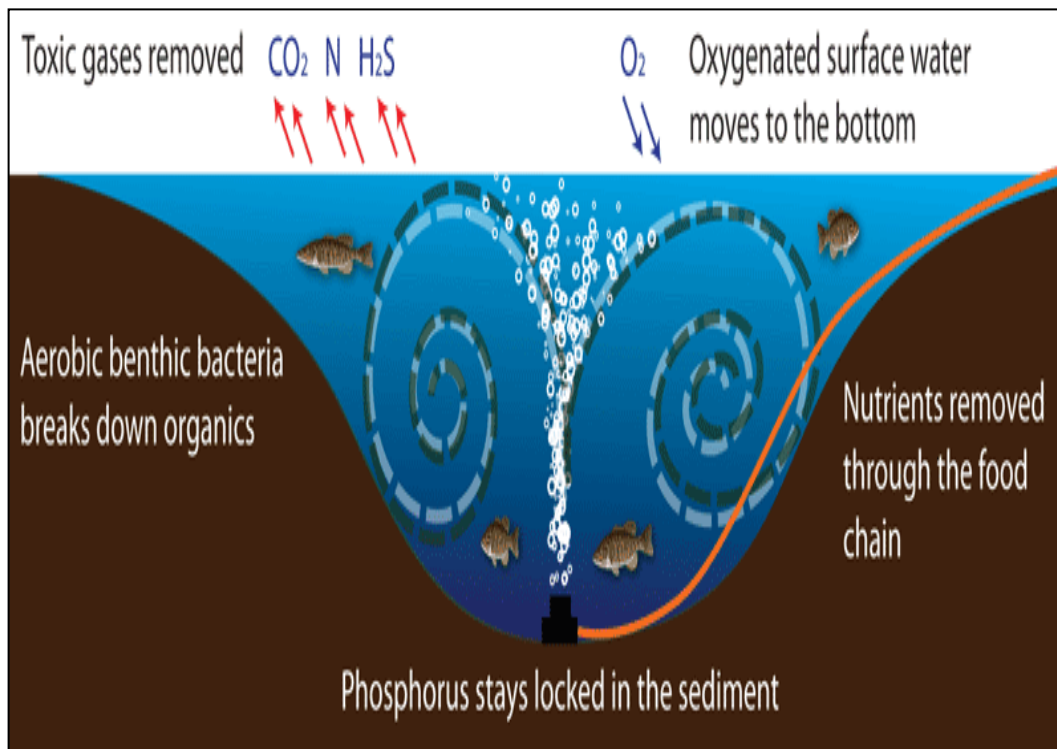 Toxic gases removed CO₂ N H₂S
O₂ Oxygenated surface water
moves to the bottom
Aerobic benthic bacteria
breaks down organics
Nutrients removed
through the food
chain
Phosphorus stays locked in the sediment